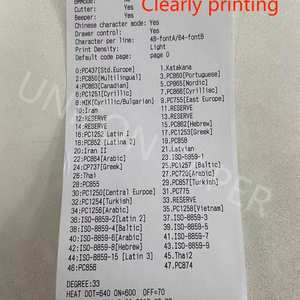 Clearly printing
Cutter: Yes
Beeper: Yes
Chinese character mode: Yes
Drawer control: Yes
Character per line: 48-fontA/64-fontB
Print Density: Light
Default code page: page 0
0:PC437[Std.Europe] 1.Katakana
2:PC850[Multilingual] 3.PC860[Portuguese]
4:PC863[Canadian] 5.PC865[Nordic]
6:PC1251[Cyrillic] 7.PC866[Cyrilliec]
8:MIK[Cyrillic/Bulgarian] 9.PC755[East Europe]
10:Iran 11:RESERVE
12:RESERVE 13:RESERVE
14:RESERVE 15.PC862[Hebrew]
16:PC1252 [Latin 1] 17:PC1253[Greek]
18:PC852 [Latina 2] 19.PC858
20:Iran II 21.Latvian
22:PC864[Arabic] 23.ISO-8859-1
24:CP737[Greek] 25.PC1257 [Baltic]
26:Thai 27:PC720[Arabic]
28:PC855 29.PC857[Turkish]
30:PC1250[Central Europe] 31.PC775
32:PC1254[Turkish] 33.PC1255[Hebrew]
34:PC1256[Arabic] 35.PC1258[Vietnam]
36:ISO-8859-2[Latin 2] 37.ISO-8859-3
38:ISO-8859-4[Baltic] 39.ISO-8859-5
40:ISO-8859-6[Arabic] 41.ISO-8859-7
42:ISO-8859-8[Hebrew] 43.ISO-8859-9
44:ISO-8859-15 [Latin 3] 45.Thai2
46:PC856 47.PC874
DEGREE:33
HEAT DOT=640 ON=600 OFF=70